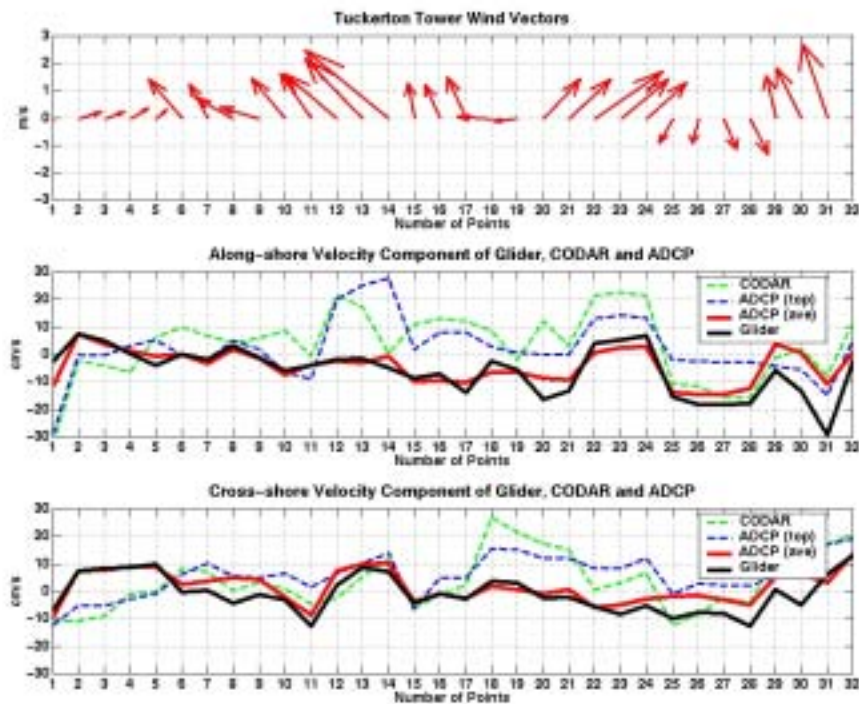 Tuckerton Tower Wind Vectors
3
2
1
0
−1
−2
−3
m/s
1 2 3 4 5 6 7 8 9 10 11 12 13 14 15 16 17 18 19 20 21 22 23 24 25 26 27 28 29 30 31 32
Number of Points
Along−shore Velocity Component of Glider, CODAR and ADCP
30
20
10
0
−10
−20
−30
cm/s
CODAR
ADCP (top)
ADCP (ave)
Glider
1 2 3 4 5 6 7 8 9 10 11 12 13 14 15 16 17 18 19 20 21 22 23 24 25 26 27 28 29 30 31 32
Number of Points
Cross−shore Velocity Component of Glider, CODAR and ADCP
30
20
10
0
−10
−20
−30
cm/s
CODAR
ADCP (top)
ADCP (ave)
Glider
1 2 3 4 5 6 7 8 9 10 11 12 13 14 15 16 17 18 19 20 21 22 23 24 25 26 27 28 29 30 31 32
Number of Points